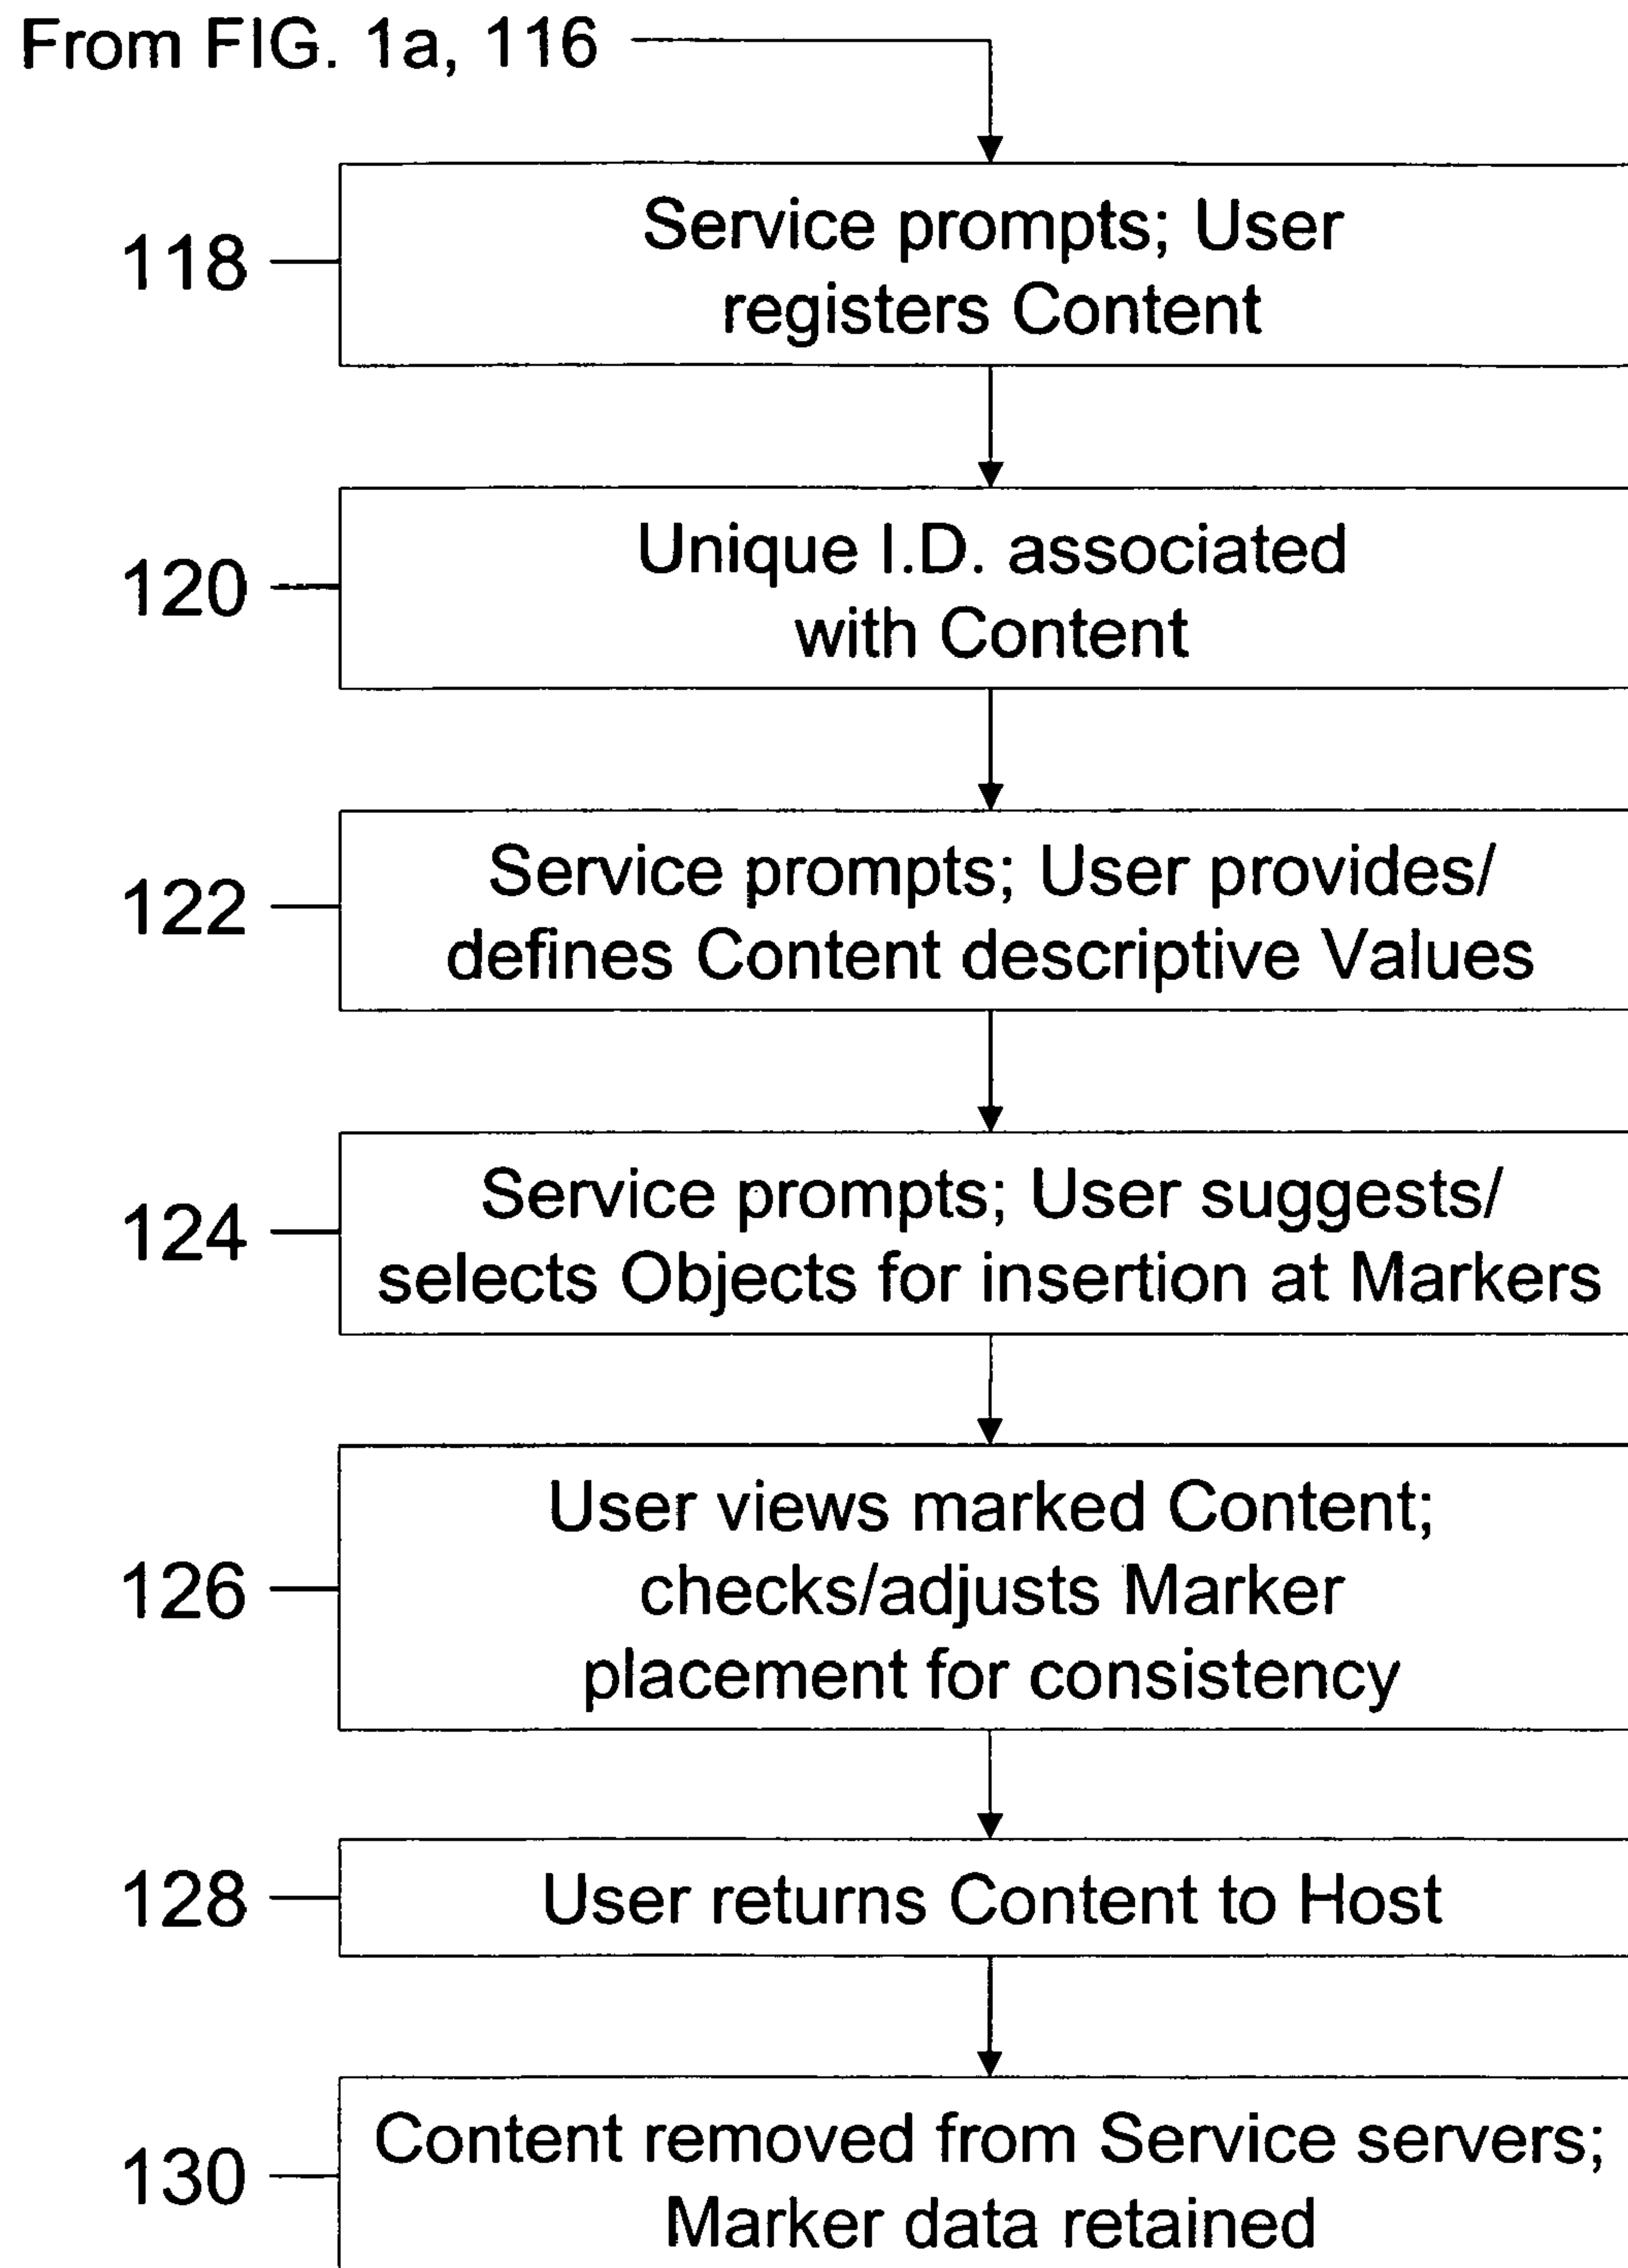 From FIG. 1a, 116
118
Service prompts; User
registers Content
120
Unique I.D. associated
with Content
122
Service prompts; User provides/
defines Content descriptive Values
124
Service prompts; User suggests/
selects Objects for insertion at Markers
126
User views marked Content;
checks/adjusts Marker
placement for consistency
128
User returns Content to Host
130
Content removed from Service servers;
Marker data retained